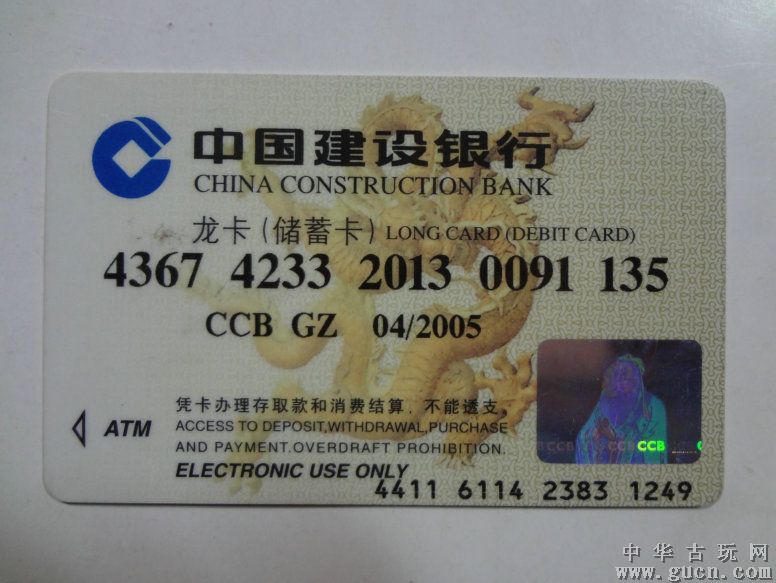 中国建设银行
CHINA CONSTRUCTION BANK
龙卡(储蓄卡) LONG CARD (DEBIT CARD)
4367 4233 2013 0091 135
CCB GZ 04/2005
凭卡办理存取款和消费结算，不能透支。
ATM
ACCESS TO DEPOSIT,WITHDRAWAL,PURCHASE
AND PAYMENT.OVERDRAFT PROHIBITION.
ELECTRONIC USE ONLY
CCB CCB CCB
4411 6114 2383 1249
中华古玩网
www.gucn.com